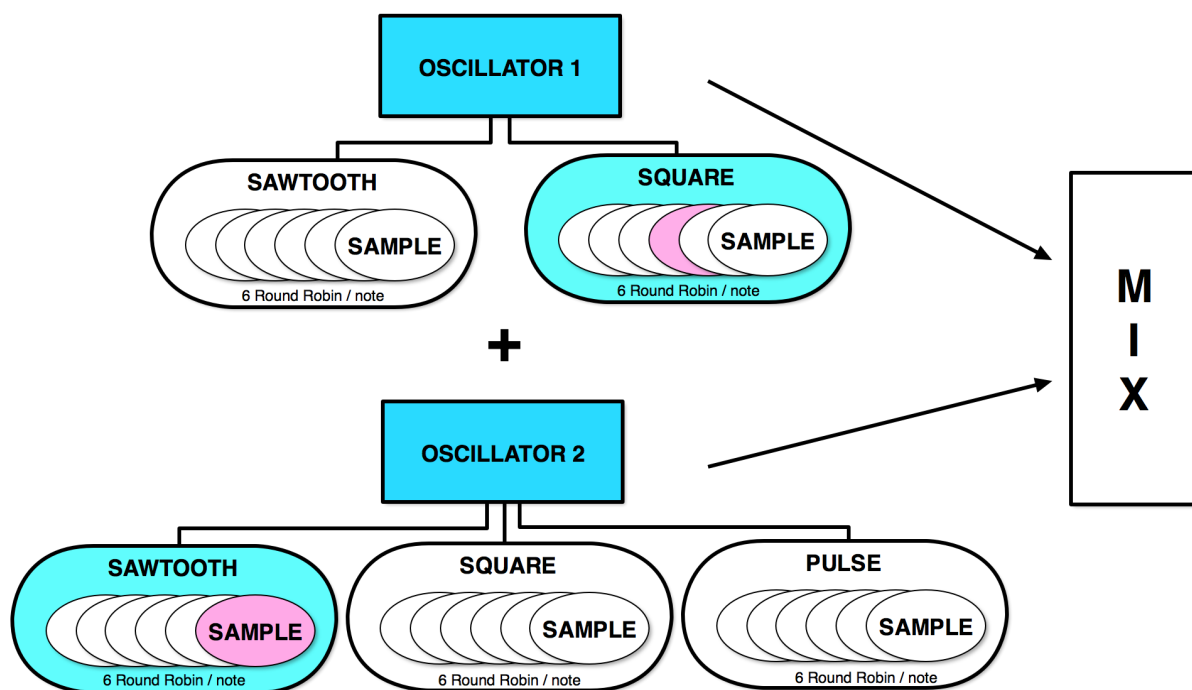 OSCILLATOR 1
SAWTOOTH
SAMPLE
6 Round Robin / note
SQUARE
SAMPLE
6 Round Robin / note
+
OSCILLATOR 2
SAWTOOTH
SAMPLE
6 Round Robin / note
SQUARE
SAMPLE
6 Round Robin / note
PULSE
SAMPLE
6 Round Robin / note
M
I
X